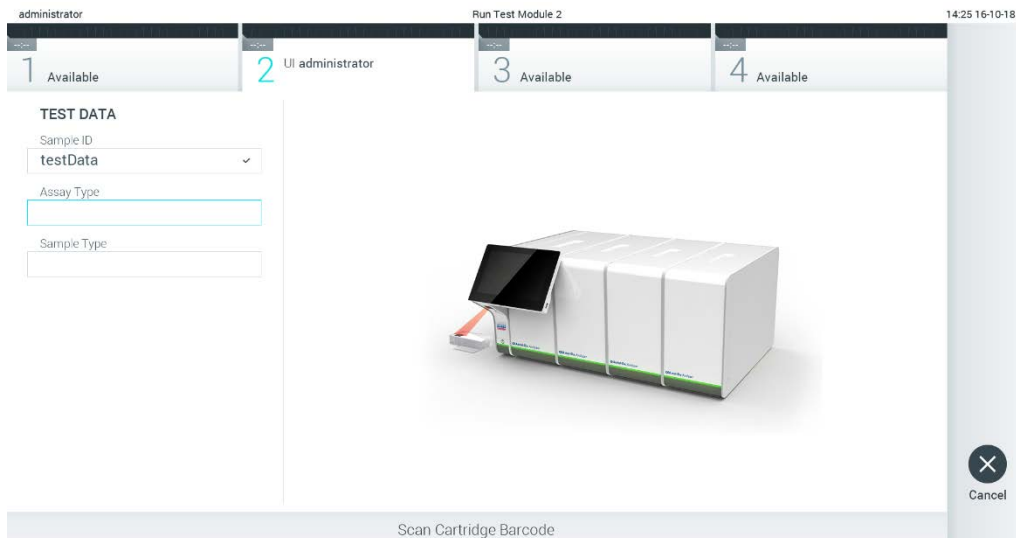 administrator
Run Test Module 2
14:25 16-10-18
--:-- --:-- --:-- --:--
1 Available
2 UI administrator
3 Available
4 Available
TEST DATA
Sample ID
testData
Assay Type
Sample Type
Cancel
Scan Cartridge Barcode